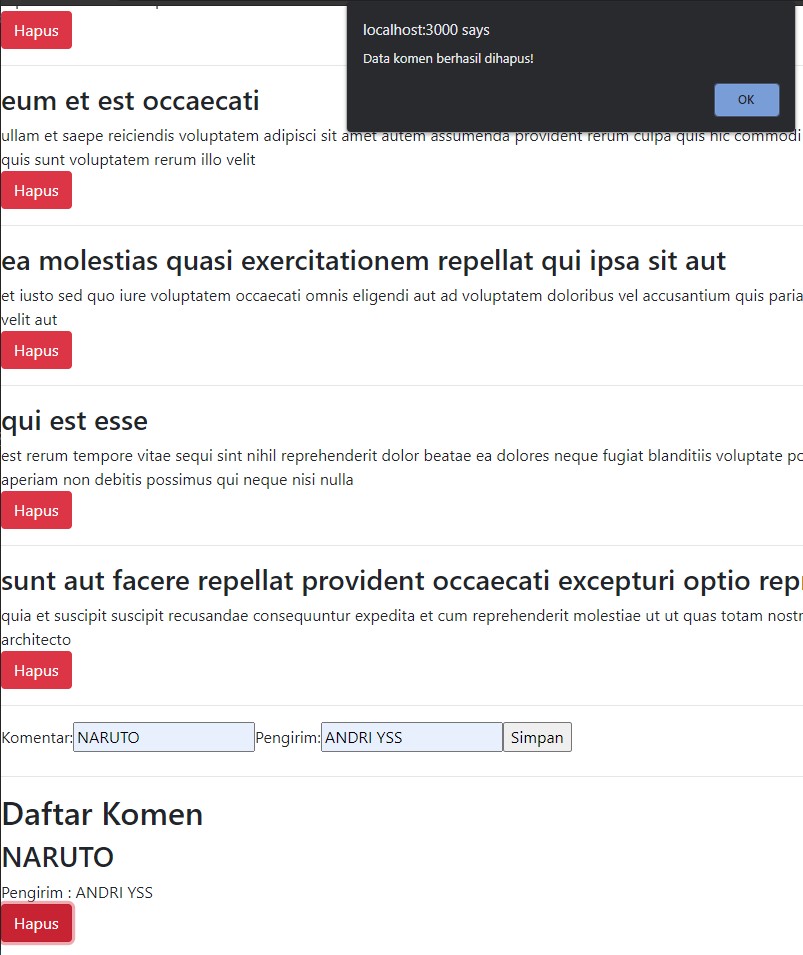 Hapus
localhost:3000 says
Data komen berhasil dihapus!
OK
eum et est occaecati
ullam et saepe reiciendis voluptatem adipisci sit amet autem assumenda provident rerum culpa quis hic commodi
quis sunt voluptatem rerum illo velit
Hapus
ea molestias quasi exercitationem repellat qui ipsa sit aut
et iusto sed quo iure voluptatem occaecati omnis eligendi aut ad voluptatem doloribus vel accusantium quis paria
velit aut
Hapus
qui est esse
est rerum tempore vitae sequi sint nihil reprehenderit dolor beatae ea dolores neque fugiat blanditiis voluptate po
aperiam non debitis possimus qui neque nisi nulla
Hapus
sunt aut facere repellat provident occaecati excepturi optio repr
quia et suscipit suscipit recusandae consequuntur expedita et cum reprehenderit molestiae ut ut quas totam nostr
architecto
Hapus
Komentar: NARUTO Pengirim: ANDRI YSS Simpan
Daftar Komen
NARUTO
Pengirim : ANDRI YSS
Hapus